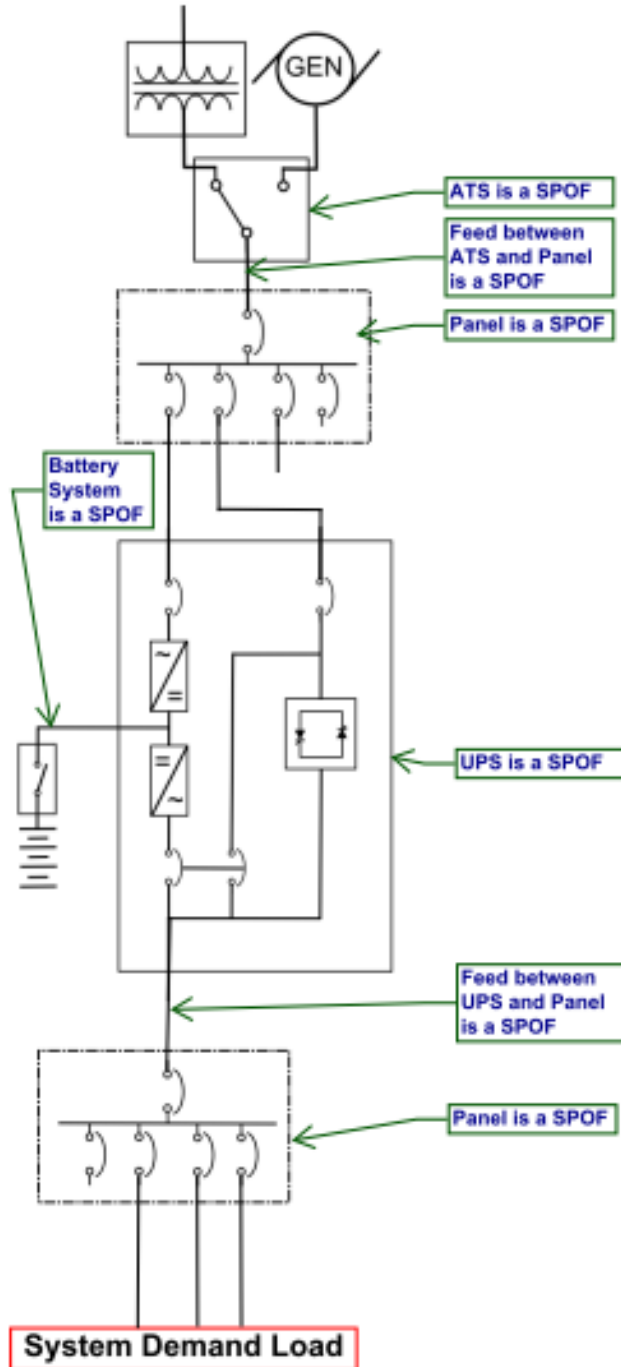 GEN
ATS is a SPOF
Feed between
ATS and Panel
is a SPOF
Panel is a SPOF
Battery
System
is a SPOF
UPS is a SPOF
Feed between
UPS and Panel
is a SPOF
Panel is a SPOF
System Demand Load